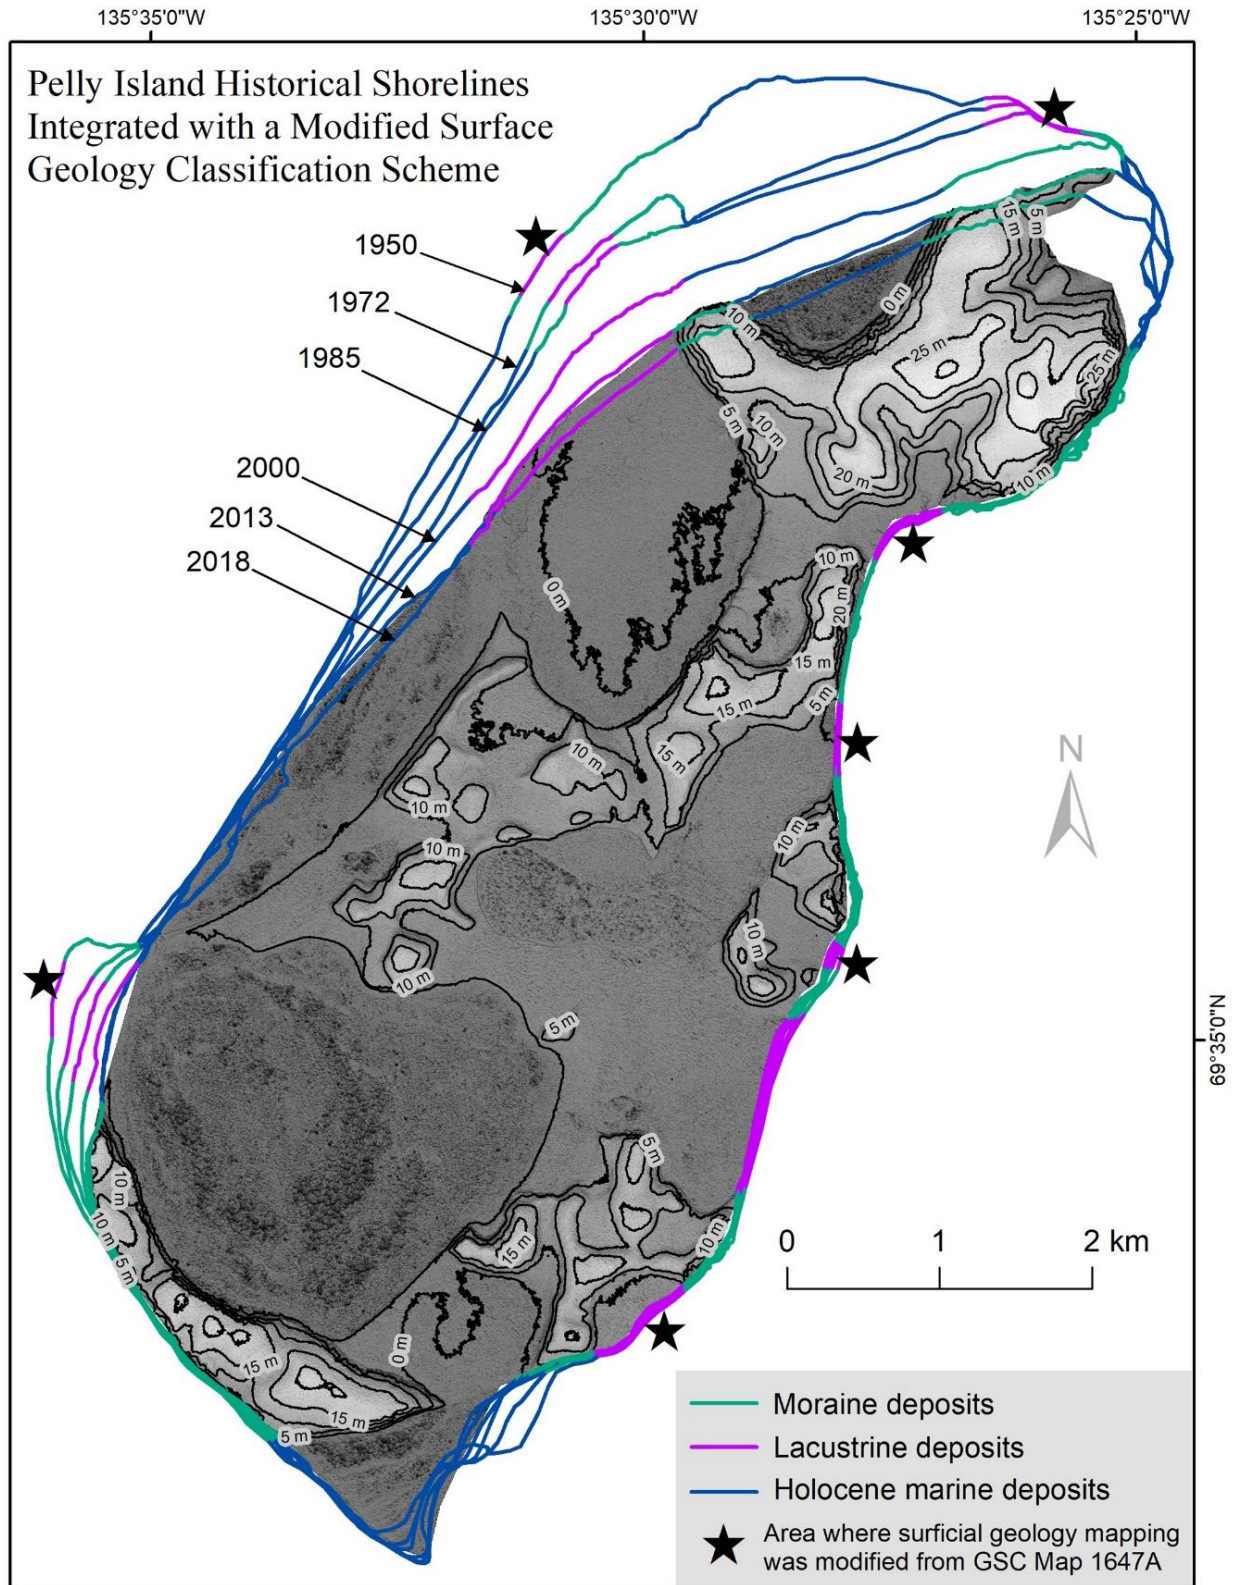 135°35'0"W
135°30'0"W
135°25'0"W
Pelly Island Historical Shorelines
Integrated with a Modified Surface
Geology Classification Scheme
1950
1972
1985
2000
2013
2018
15 m
5 m
0 m
10 m
25 m
25 m
5 m
10 m
20 m
10 m
10 m
0 m
20 m
15 m
15 m
5 m
15 m
10 m
10 m
10 m
10 m
10 m
10 m
5 m
N
69°35'0"N
5 m
10 m
10 m
5 m
10 m
15 m
0 m
15 m
15 m
5 m
0 1 2 km
Moraine deposits
Lacustrine deposits
Holocene marine deposits
Area where surficial geology mapping
was modified from GSC Map 1647A